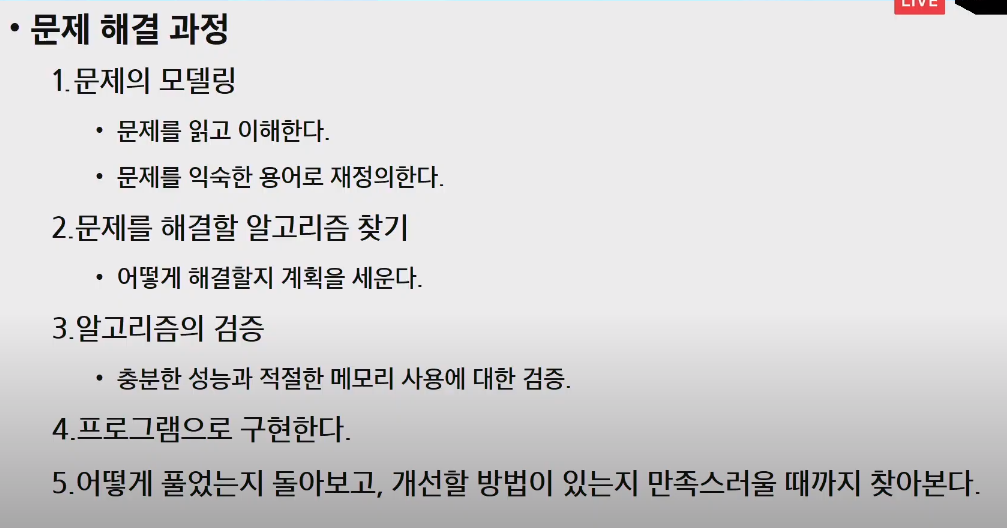 LIVE
• 문제 해결 과정
1.문제의 모델링
• 문제를 읽고 이해한다.
• 문제를 익숙한 용어로 재정의한다.
2.문제를 해결할 알고리즘 찾기
• 어떻게 해결할지 계획을 세운다.
3.알고리즘의 검증
• 충분한 성능과 적절한 메모리 사용에 대한 검증.
4.프로그램으로 구현한다.
5.어떻게 풀었는지 돌아보고, 개선할 방법이 있는지 만족스러울 때까지 찾아본다.